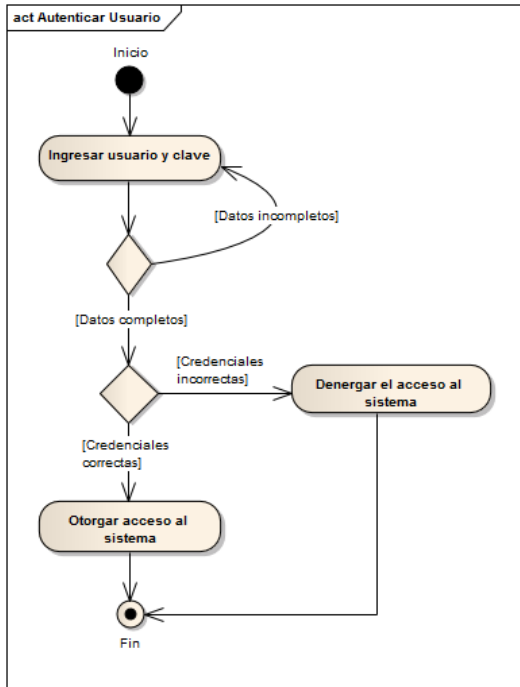 act Autenticar Usuario
Inicio
Ingresar usuario y clave
[Datos incompletos]
[Datos completos]
[Credenciales
incorrectas]
Denergar el acceso al
sistema
[Credenciales
correctas]
Otorgar acceso al
sistema
Fin